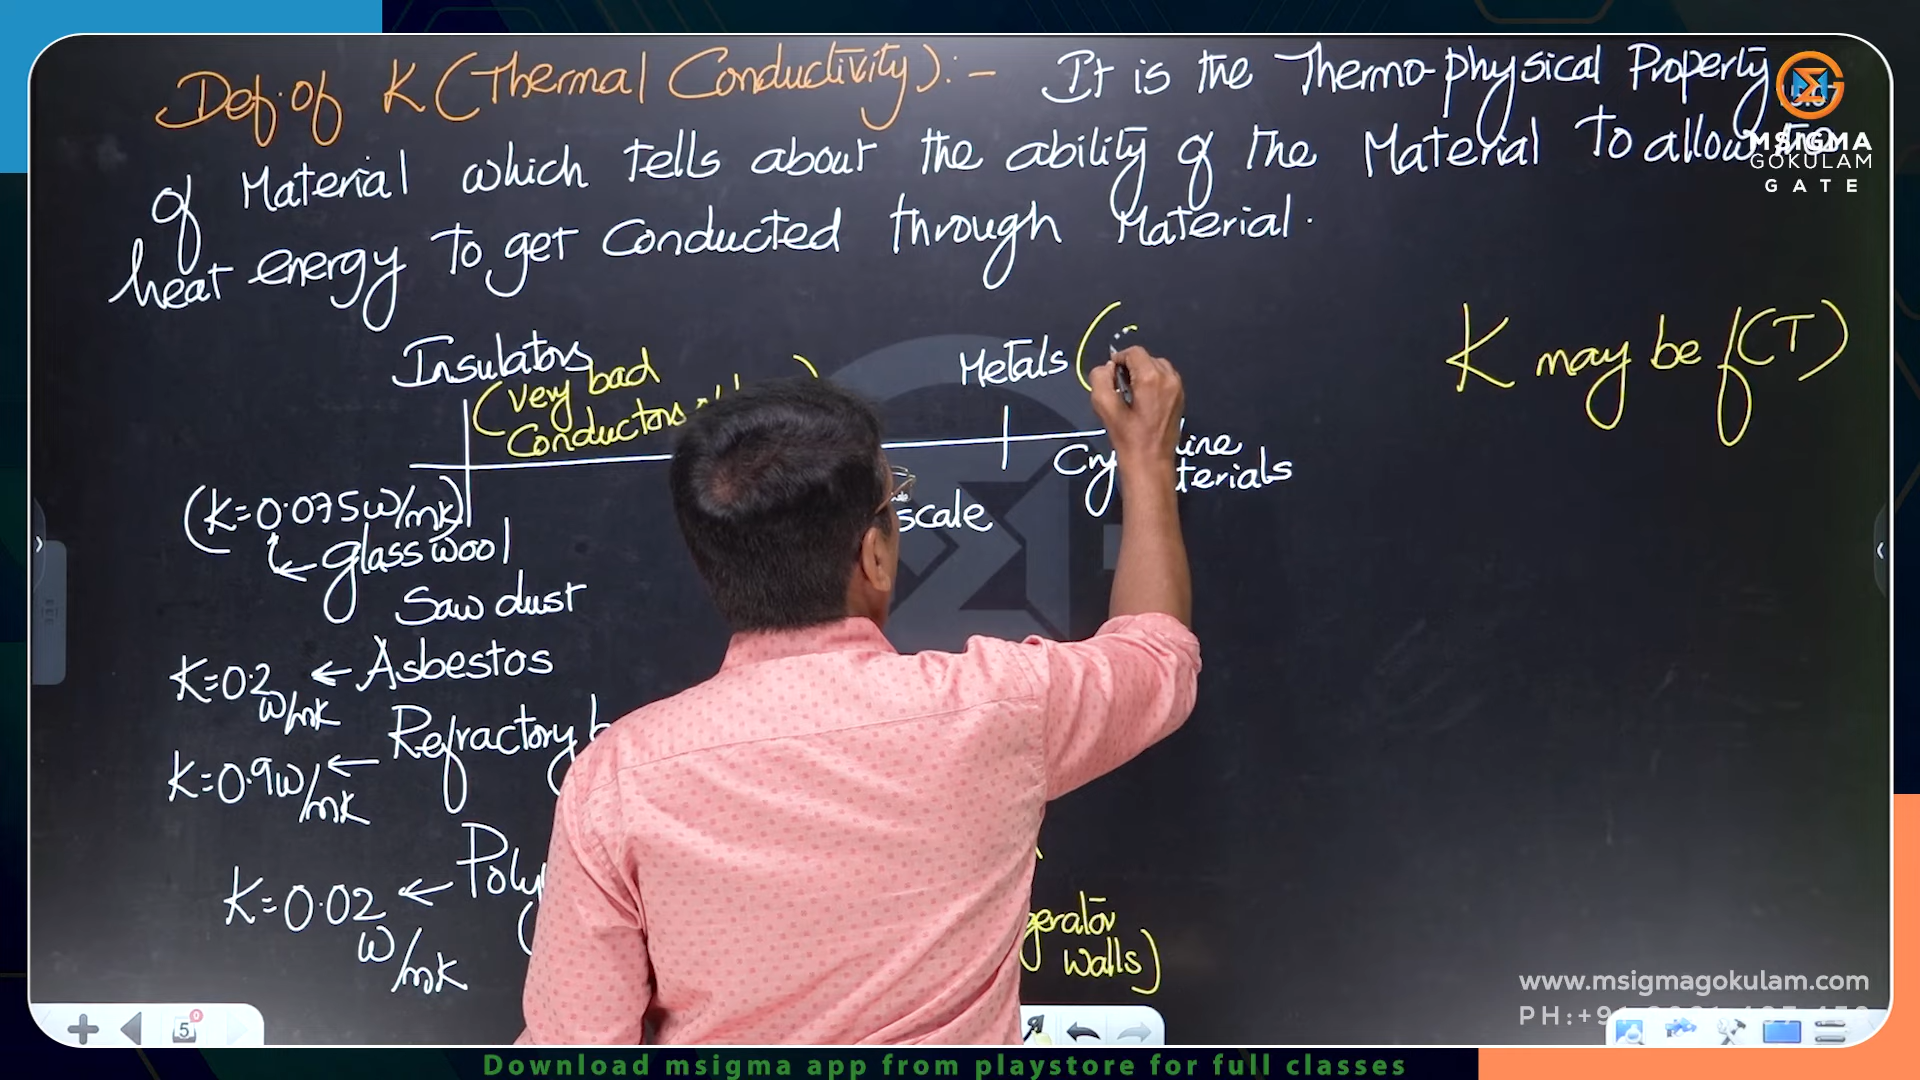 Def. of K (Thermal Conductivity) :- It is the Thermo-physical Property
of Material which tells about the ability of the Material To allow
heat energy to get Conducted through Material.
MSIGMA
GOKULAM
GATE
Insulators
(very bad
Conductors
)
Metals (
K may be f(T)
scale
materials
(K=0.075W/mK)
← glass wool
Saw dust
K=0.2 W/mK ← Asbestos
K=0.9W/mK ← Refractory
K=0.02 W/mK ←
walls)
www.msigmagokulam.com
5
0
Download msigma app from playstore for full classes